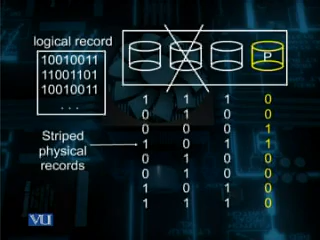 logical record
10010011
11001101
10010011
. . .
P
1 1 1 0
0 1 0 0
0 0 0 1
1 0 1 1
0 1 0 0
0 1 0 0
1 0 1 0
1 1 1 0
Striped
physical
records
VU